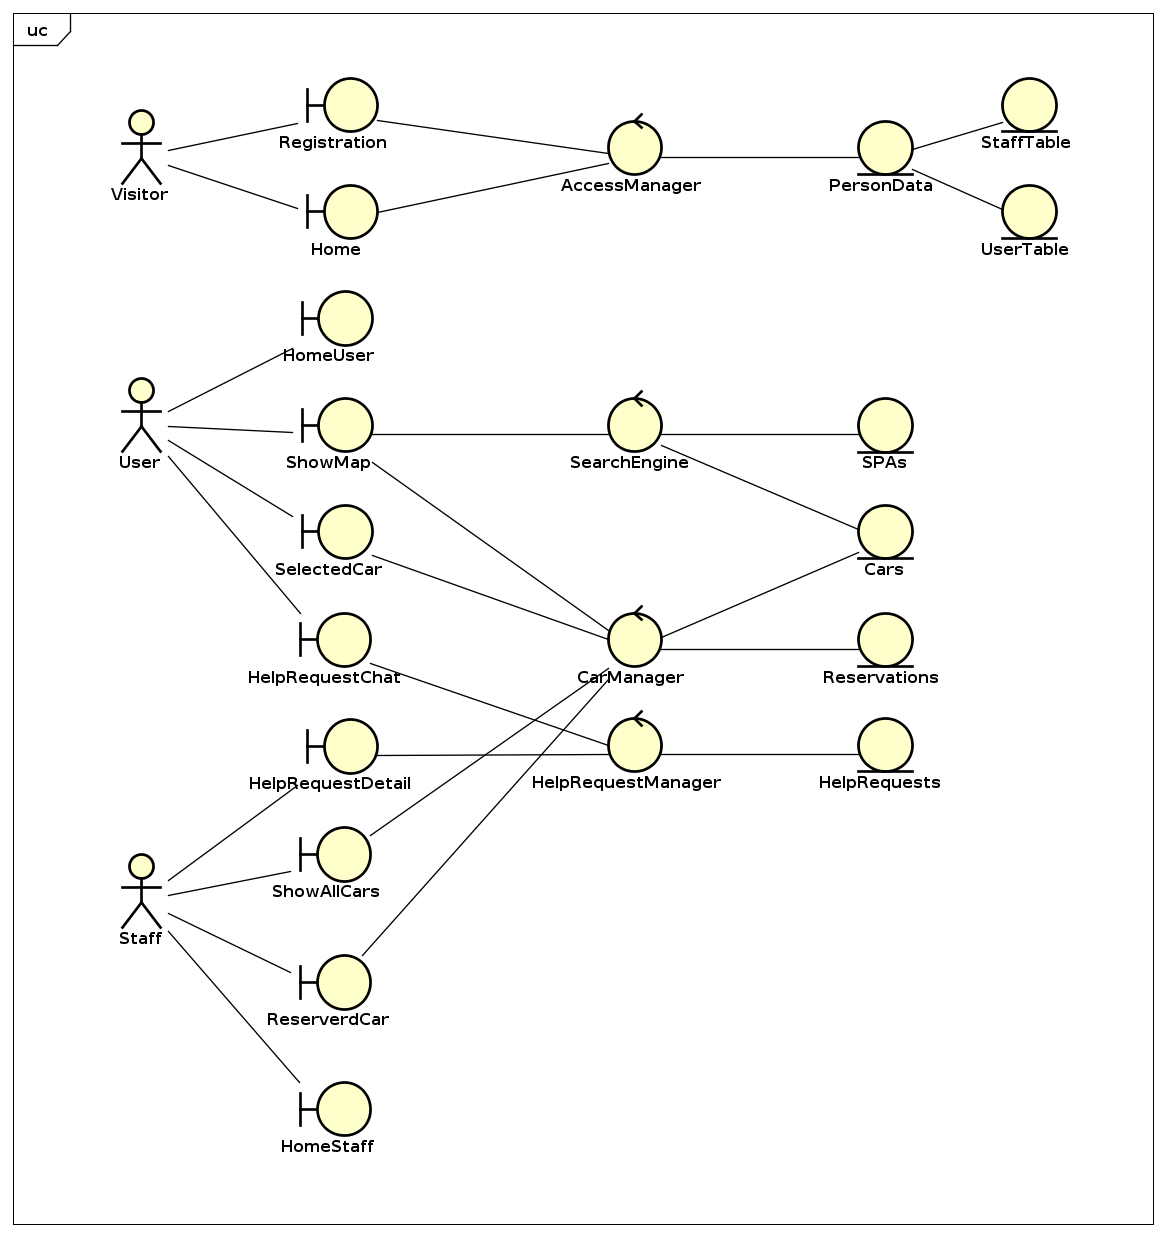 uc
Visitor
Registration
Home
AccessManager
PersonData
StaffTable
UserTable
User
HomeUser
ShowMap
SelectedCar
HelpRequestChat
SearchEngine
SPAs
Cars
CarManager
Reservations
HelpRequestDetail
HelpRequestManager
HelpRequests
Staff
ShowAllCars
ReserverdCar
HomeStaff